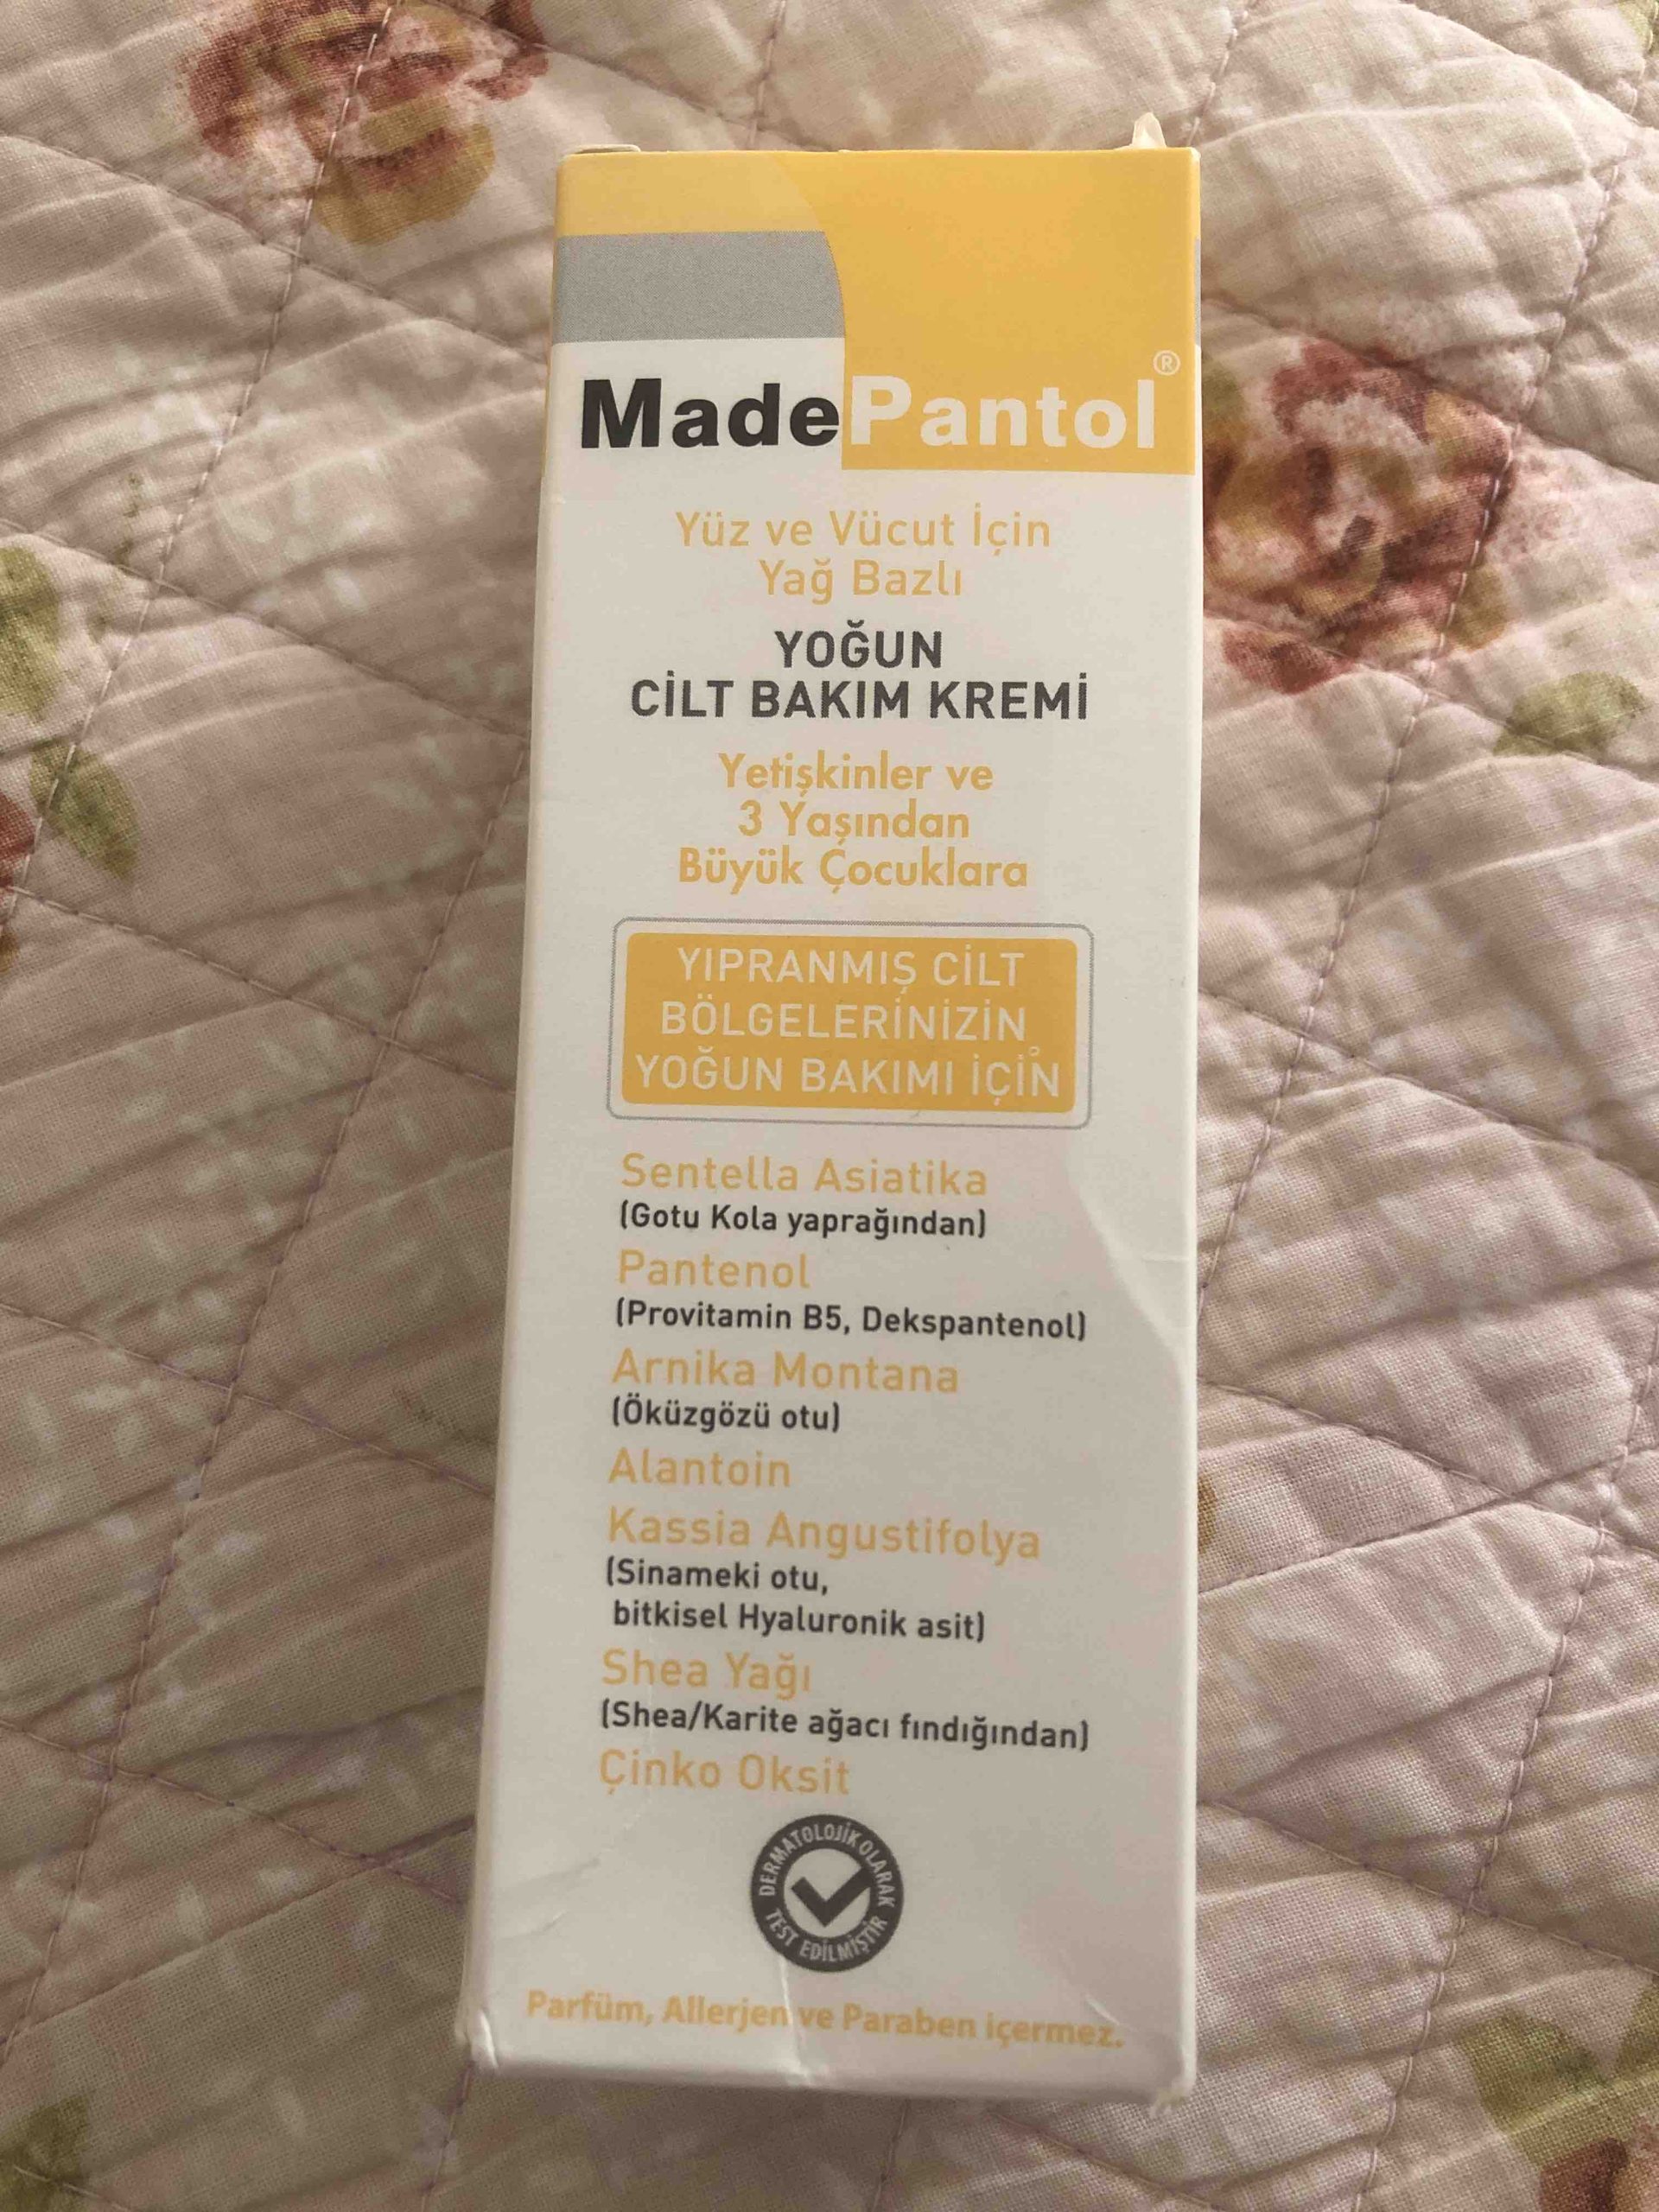 MadePantol®
Yüz ve Vücut İçin
Yağ Bazlı
YOĞUN
CİLT BAKIM KREMİ
Yetişkinler ve
3 Yaşından
Büyük Çocuklara
YIPRANMIŞ CİLT
BÖLGELERİNİZİN
YOĞUN BAKIMI İÇİN
Sentella Asiatika
(Gotu Kola yaprağından)
Pantenol
(Provitamin B5, Dekspantenol)
Arnika Montana
(Öküzgözü otu)
Alantoin
Kassia Angustifolya
(Sinameki otu,
bitkisel Hyaluronik asit)
Shea Yağı
(Shea/Karite ağacı fındığından)
Çinko Oksit
DERMATOLOJİK OLARAK
TEST EDİLMİŞTİR
Parfüm, Allerjen ve Paraben içermez.